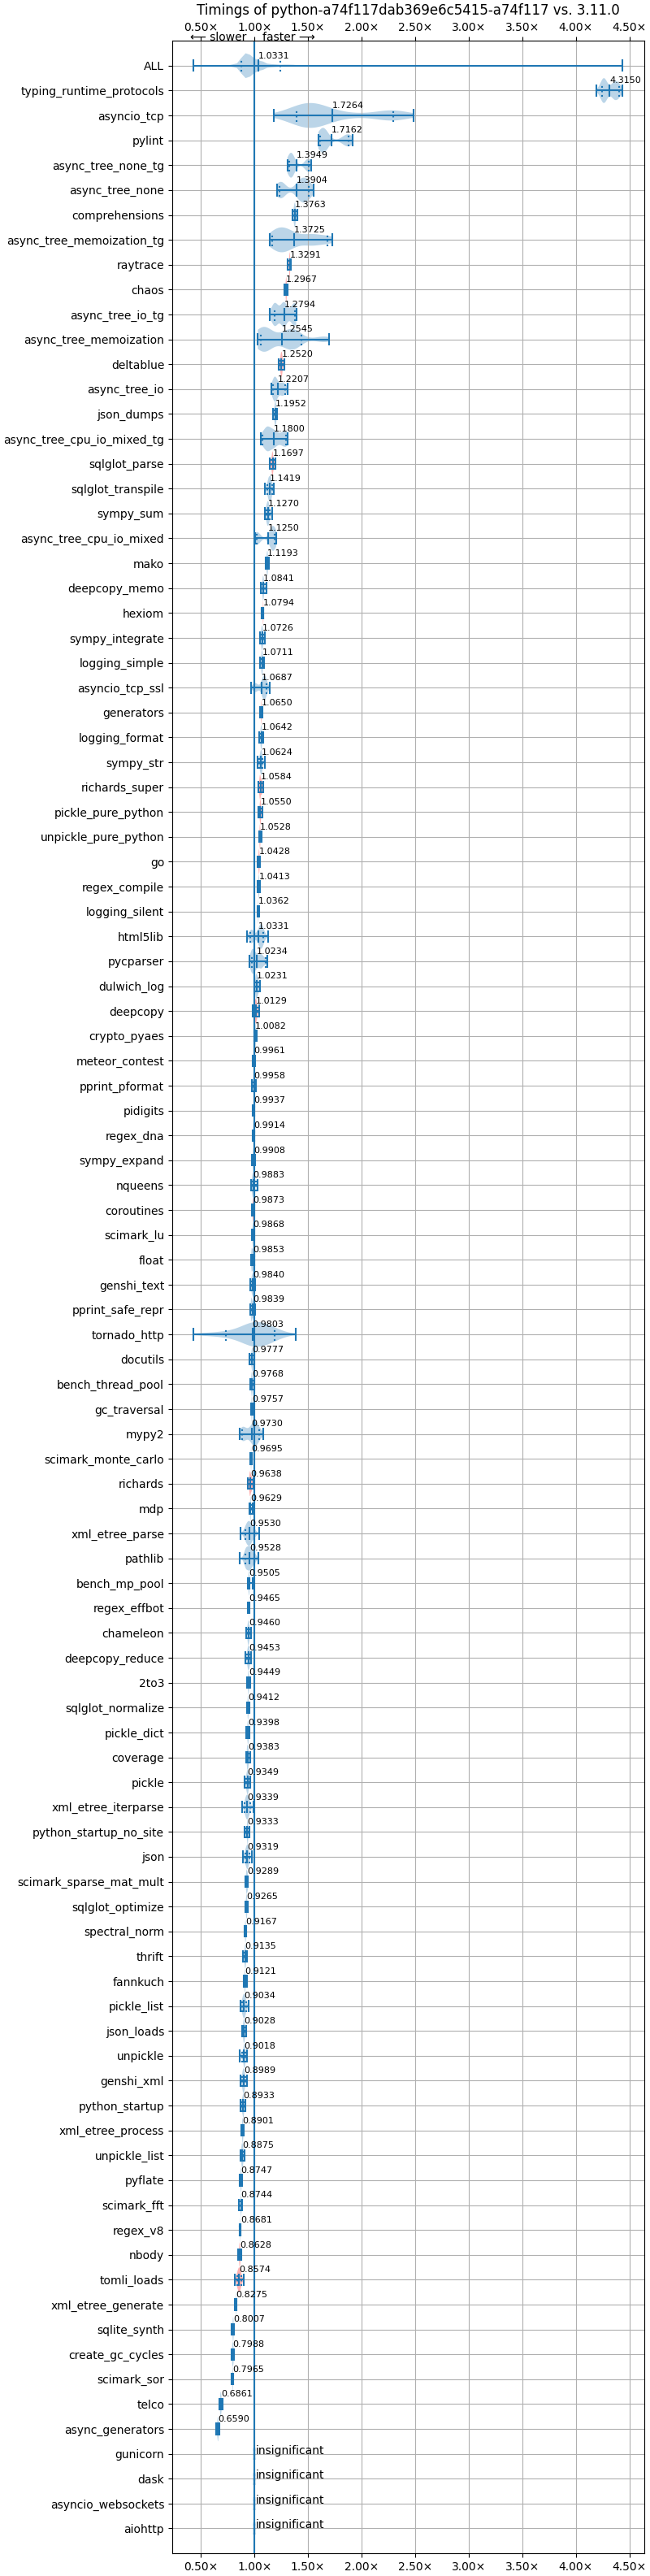 Timings of python-a74f117dab369e6c5415-a74f117 vs. 3.11.0
0.50× 1.00× 1.50× 2.00× 2.50× 3.00× 3.50× 4.00× 4.50×
⟵ slower faster ⟶
ALL 1.0331
typing_runtime_protocols 4.3150
asyncio_tcp 1.7264
pylint 1.7162
async_tree_none_tg 1.3949
async_tree_none 1.3904
comprehensions 1.3763
async_tree_memoization_tg 1.3725
raytrace 1.3291
chaos 1.2967
async_tree_io_tg 1.2794
async_tree_memoization 1.2545
deltablue 1.2520
async_tree_io 1.2207
json_dumps 1.1952
async_tree_cpu_io_mixed_tg 1.1800
sqlglot_parse 1.1697
sqlglot_transpile 1.1419
sympy_sum 1.1270
async_tree_cpu_io_mixed 1.1250
mako 1.1193
deepcopy_memo 1.0841
hexiom 1.0794
sympy_integrate 1.0726
logging_simple 1.0711
asyncio_tcp_ssl 1.0687
generators 1.0650
logging_format 1.0642
sympy_str 1.0624
richards_super 1.0584
pickle_pure_python 1.0550
unpickle_pure_python 1.0528
go 1.0428
regex_compile 1.0413
logging_silent 1.0362
html5lib 1.0331
pycparser 1.0234
dulwich_log 1.0231
deepcopy 1.0129
crypto_pyaes 1.0082
meteor_contest 0.9961
pprint_pformat 0.9958
pidigits 0.9937
regex_dna 0.9914
sympy_expand 0.9908
nqueens 0.9883
coroutines 0.9873
scimark_lu 0.9868
float 0.9853
genshi_text 0.9840
pprint_safe_repr 0.9839
tornado_http 0.9803
docutils 0.9777
bench_thread_pool 0.9768
gc_traversal 0.9757
mypy2 0.9730
scimark_monte_carlo 0.9695
richards 0.9638
mdp 0.9629
xml_etree_parse 0.9530
pathlib 0.9528
bench_mp_pool 0.9505
regex_effbot 0.9465
chameleon 0.9460
deepcopy_reduce 0.9453
2to3 0.9449
sqlglot_normalize 0.9412
pickle_dict 0.9398
coverage 0.9383
pickle 0.9349
xml_etree_iterparse 0.9339
python_startup_no_site 0.9333
json 0.9319
scimark_sparse_mat_mult 0.9289
sqlglot_optimize 0.9265
spectral_norm 0.9167
thrift 0.9135
fannkuch 0.9121
pickle_list 0.9034
json_loads 0.9028
unpickle 0.9018
genshi_xml 0.8989
python_startup 0.8933
xml_etree_process 0.8901
unpickle_list 0.8875
pyflate 0.8747
scimark_fft 0.8744
regex_v8 0.8681
nbody 0.8628
tomli_loads 0.8574
xml_etree_generate 0.8275
sqlite_synth 0.8007
create_gc_cycles 0.7988
scimark_sor 0.7965
telco 0.6861
async_generators 0.6590
gunicorn insignificant
dask insignificant
asyncio_websockets insignificant
aiohttp insignificant
0.50× 1.00× 1.50× 2.00× 2.50× 3.00× 3.50× 4.00× 4.50×